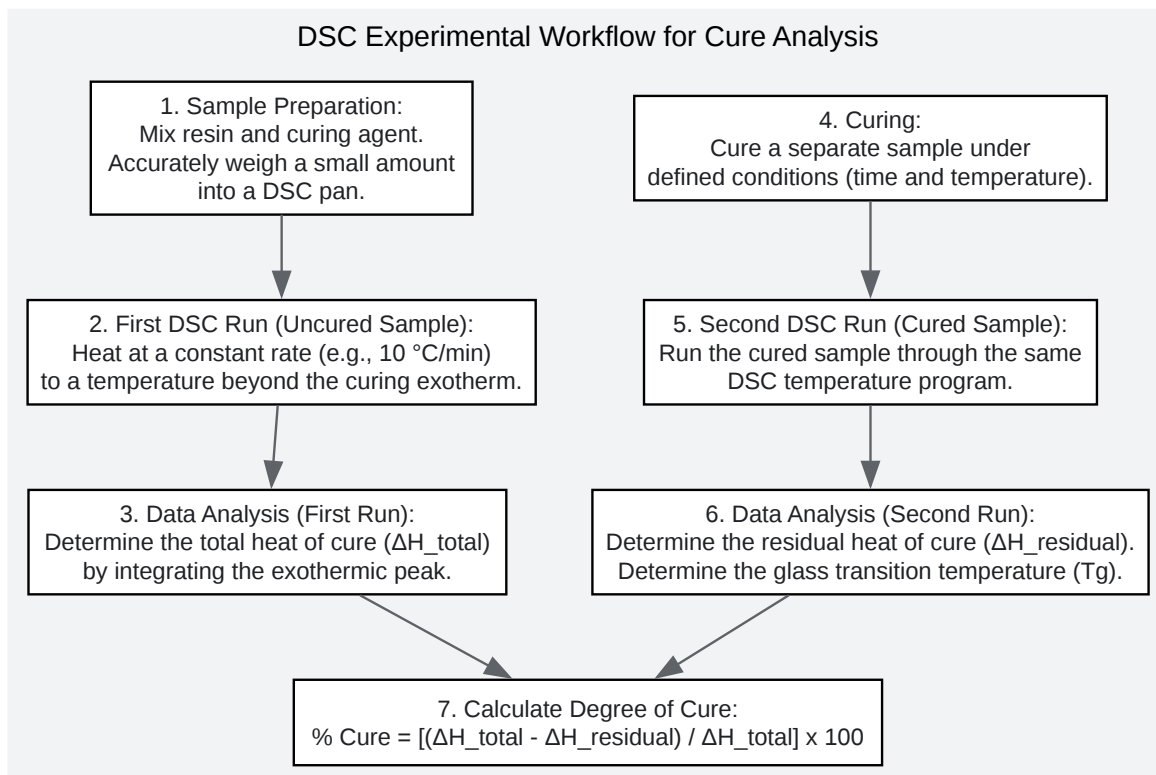 DSC Experimental Workflow for Cure Analysis
1. Sample Preparation:
Mix resin and curing agent.
Accurately weigh a small amount
into a DSC pan.
2. First DSC Run (Uncured Sample):
Heat at a constant rate (e.g., 10 °C/min)
to a temperature beyond the curing exotherm.
3. Data Analysis (First Run):
Determine the total heat of cure (ΔH_total)
by integrating the exothermic peak.
4. Curing:
Cure a separate sample under
defined conditions (time and temperature).
5. Second DSC Run (Cured Sample):
Run the cured sample through the same
DSC temperature program.
6. Data Analysis (Second Run):
Determine the residual heat of cure (ΔH_residual).
Determine the glass transition temperature (Tg).
7. Calculate Degree of Cure:
% Cure = [(ΔH_total - ΔH_residual) / ΔH_total] x 100